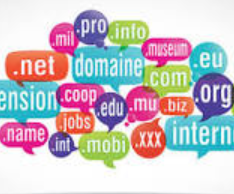 .pro
.info
.mil
.museum
.net
domaine
.eu
.com
ension
.coop
.edu
.mu
.biz
.org
.name
jobs
.int
.mobi
.xxx
intern